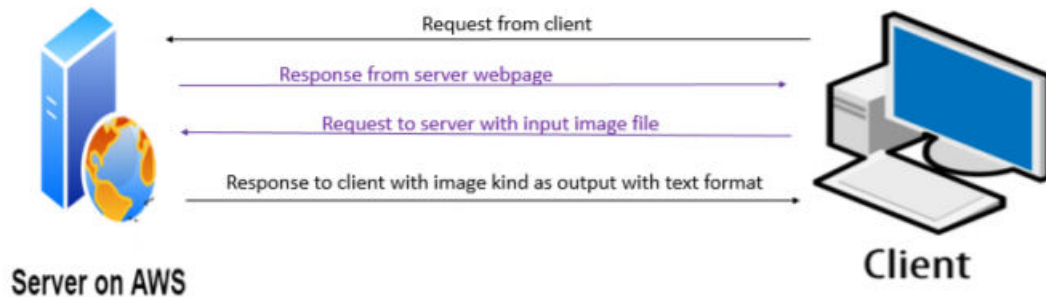 Request from client
Response from server webpage
Request to server with input image file
Response to client with image kind as output with text format
Server on AWS
Client